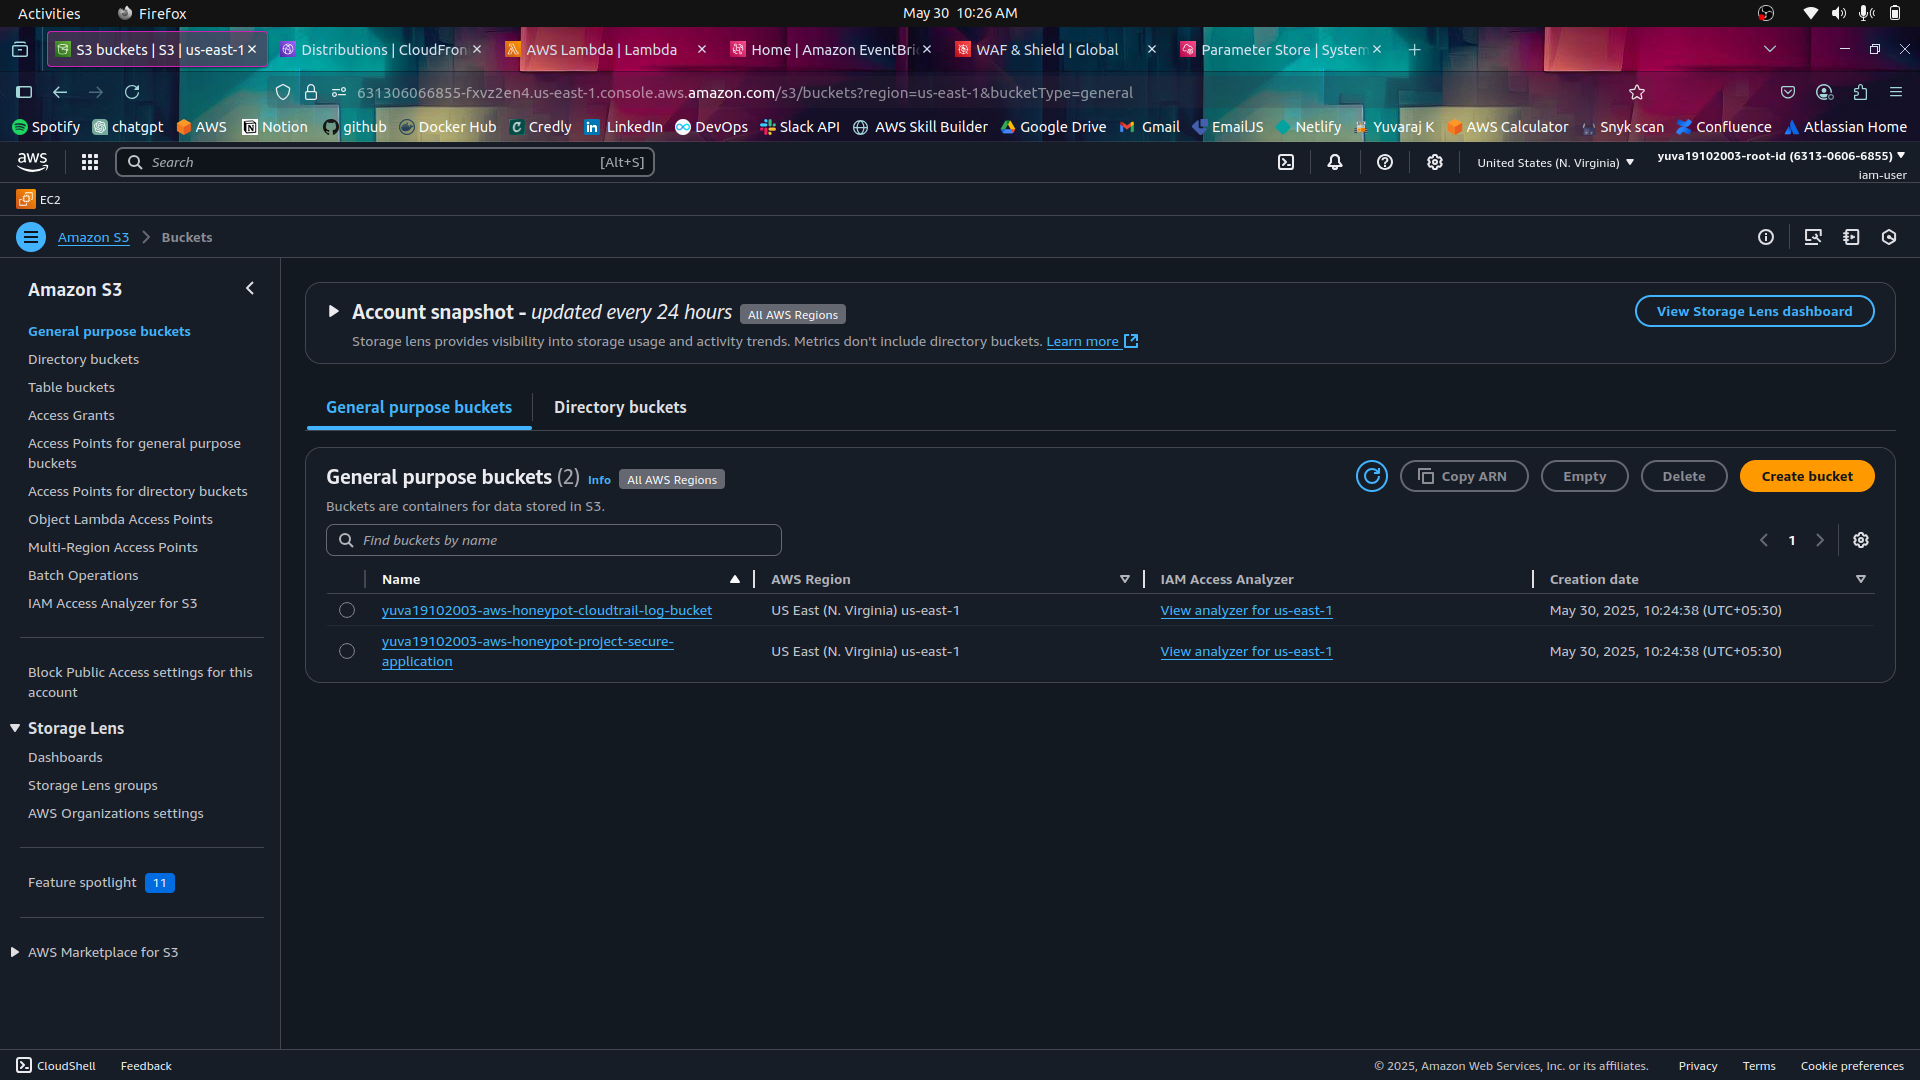 Activities Firefox May 30 10:26 AM
S3 buckets | S3 | us-east-1 Distributions | CloudFron AWS Lambda | Lambda Home | Amazon EventBri WAF & Shield | Global Parameter Store | System
631306066855-fxvz2en4.us-east-1.console.aws.amazon.com/s3/buckets?region=us-east-1&bucketType=general
Spotify chatgpt AWS Notion github Docker Hub Credly LinkedIn DevOps Slack API AWS Skill Builder Google Drive Gmail EmailJS Netlify Yuvaraj K AWS Calculator Snyk scan Confluence Atlassian Home
aws Search [Alt+S] United States (N. Virginia) yuva19102003-root-id (6313-0606-6855)
iam-user
EC2
Amazon S3 Buckets
Amazon S3
General purpose buckets
Directory buckets
Table buckets
Access Grants
Access Points for general purpose
buckets
Access Points for directory buckets
Object Lambda Access Points
Multi-Region Access Points
Batch Operations
IAM Access Analyzer for S3
Block Public Access settings for this
account
Storage Lens
Dashboards
Storage Lens groups
AWS Organizations settings
Feature spotlight 11
AWS Marketplace for S3
Account snapshot - updated every 24 hours All AWS Regions View Storage Lens dashboard
Storage lens provides visibility into storage usage and activity trends. Metrics don't include directory buckets. Learn more
General purpose buckets Directory buckets
General purpose buckets (2) Info All AWS Regions Copy ARN Empty Delete Create bucket
Buckets are containers for data stored in S3.
Find buckets by name 1
Name AWS Region IAM Access Analyzer Creation date
yuva19102003-aws-honeypot-cloudtrail-log-bucket US East (N. Virginia) us-east-1 View analyzer for us-east-1 May 30, 2025, 10:24:38 (UTC+05:30)
yuva19102003-aws-honeypot-project-secure-
application US East (N. Virginia) us-east-1 View analyzer for us-east-1 May 30, 2025, 10:24:38 (UTC+05:30)
CloudShell Feedback © 2025, Amazon Web Services, Inc. or its affiliates. Privacy Terms Cookie preferences